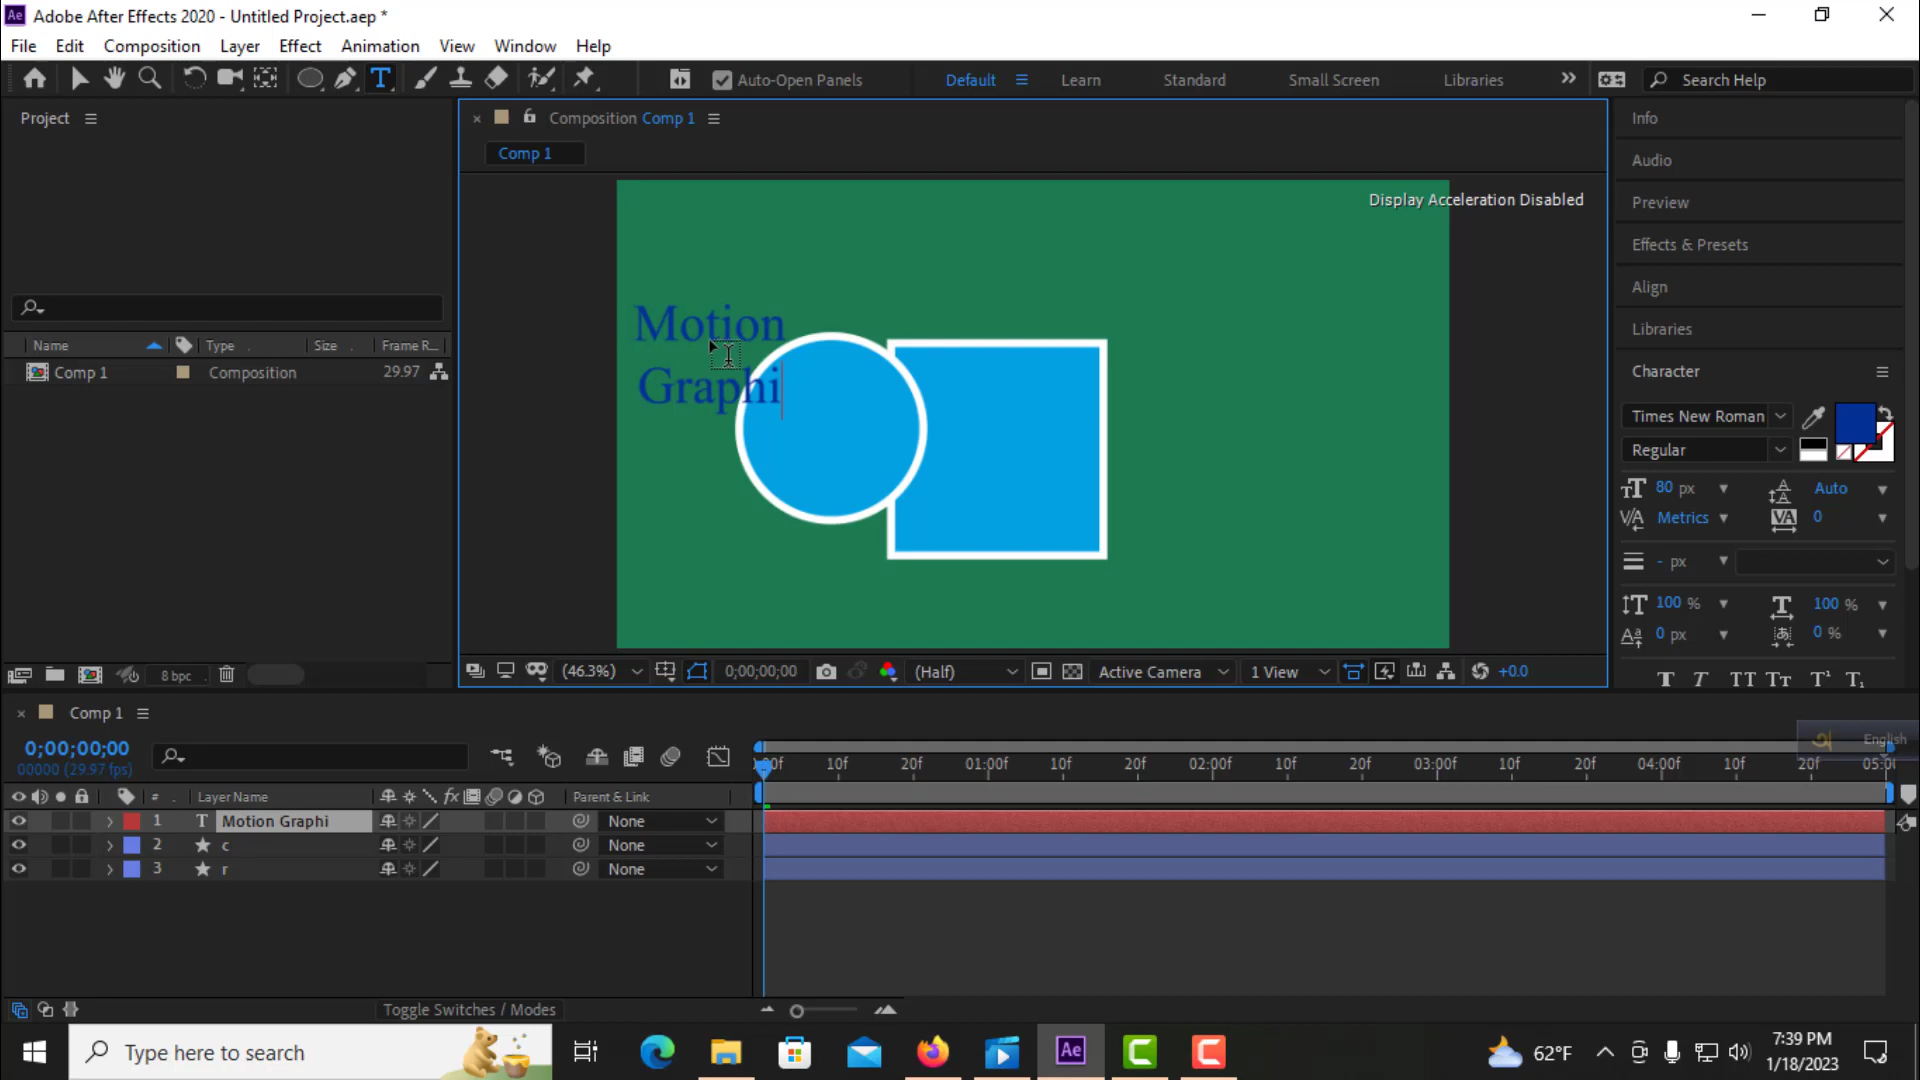 Adobe After Effects 2020 - Untitled Project.aep *
File Edit Composition Layer Effect Animation View Window Help
Auto-Open Panels Default Learn Standard Small Screen Libraries Search Help
Project
Composition Comp 1
Comp 1
Display Acceleration Disabled
Motion
Graphi
Name Type Size Frame R...
Comp 1 Composition 29.97
8 bpc
(46.3%) 0;00;00;00 (Half) Active Camera 1 View +0.0
Info
Audio
Preview
Effects & Presets
Align
Libraries
Character
Times New Roman
Regular
80 px Auto
Metrics 0
- px
100 % 100 %
0 px 0 %
Comp 1
0;00;00;00
00000 (29.97 fps)
English
10f 20f 01:00f 10f 20f 02:00f 10f 20f 03:00f 10f 20f 04:00f 10f 20f
# Layer Name Parent & Link
1 Motion Graphi None
2 c None
3 r None
Toggle Switches / Modes
Type here to search
Ae
62°F
7:39 PM
1/18/2023